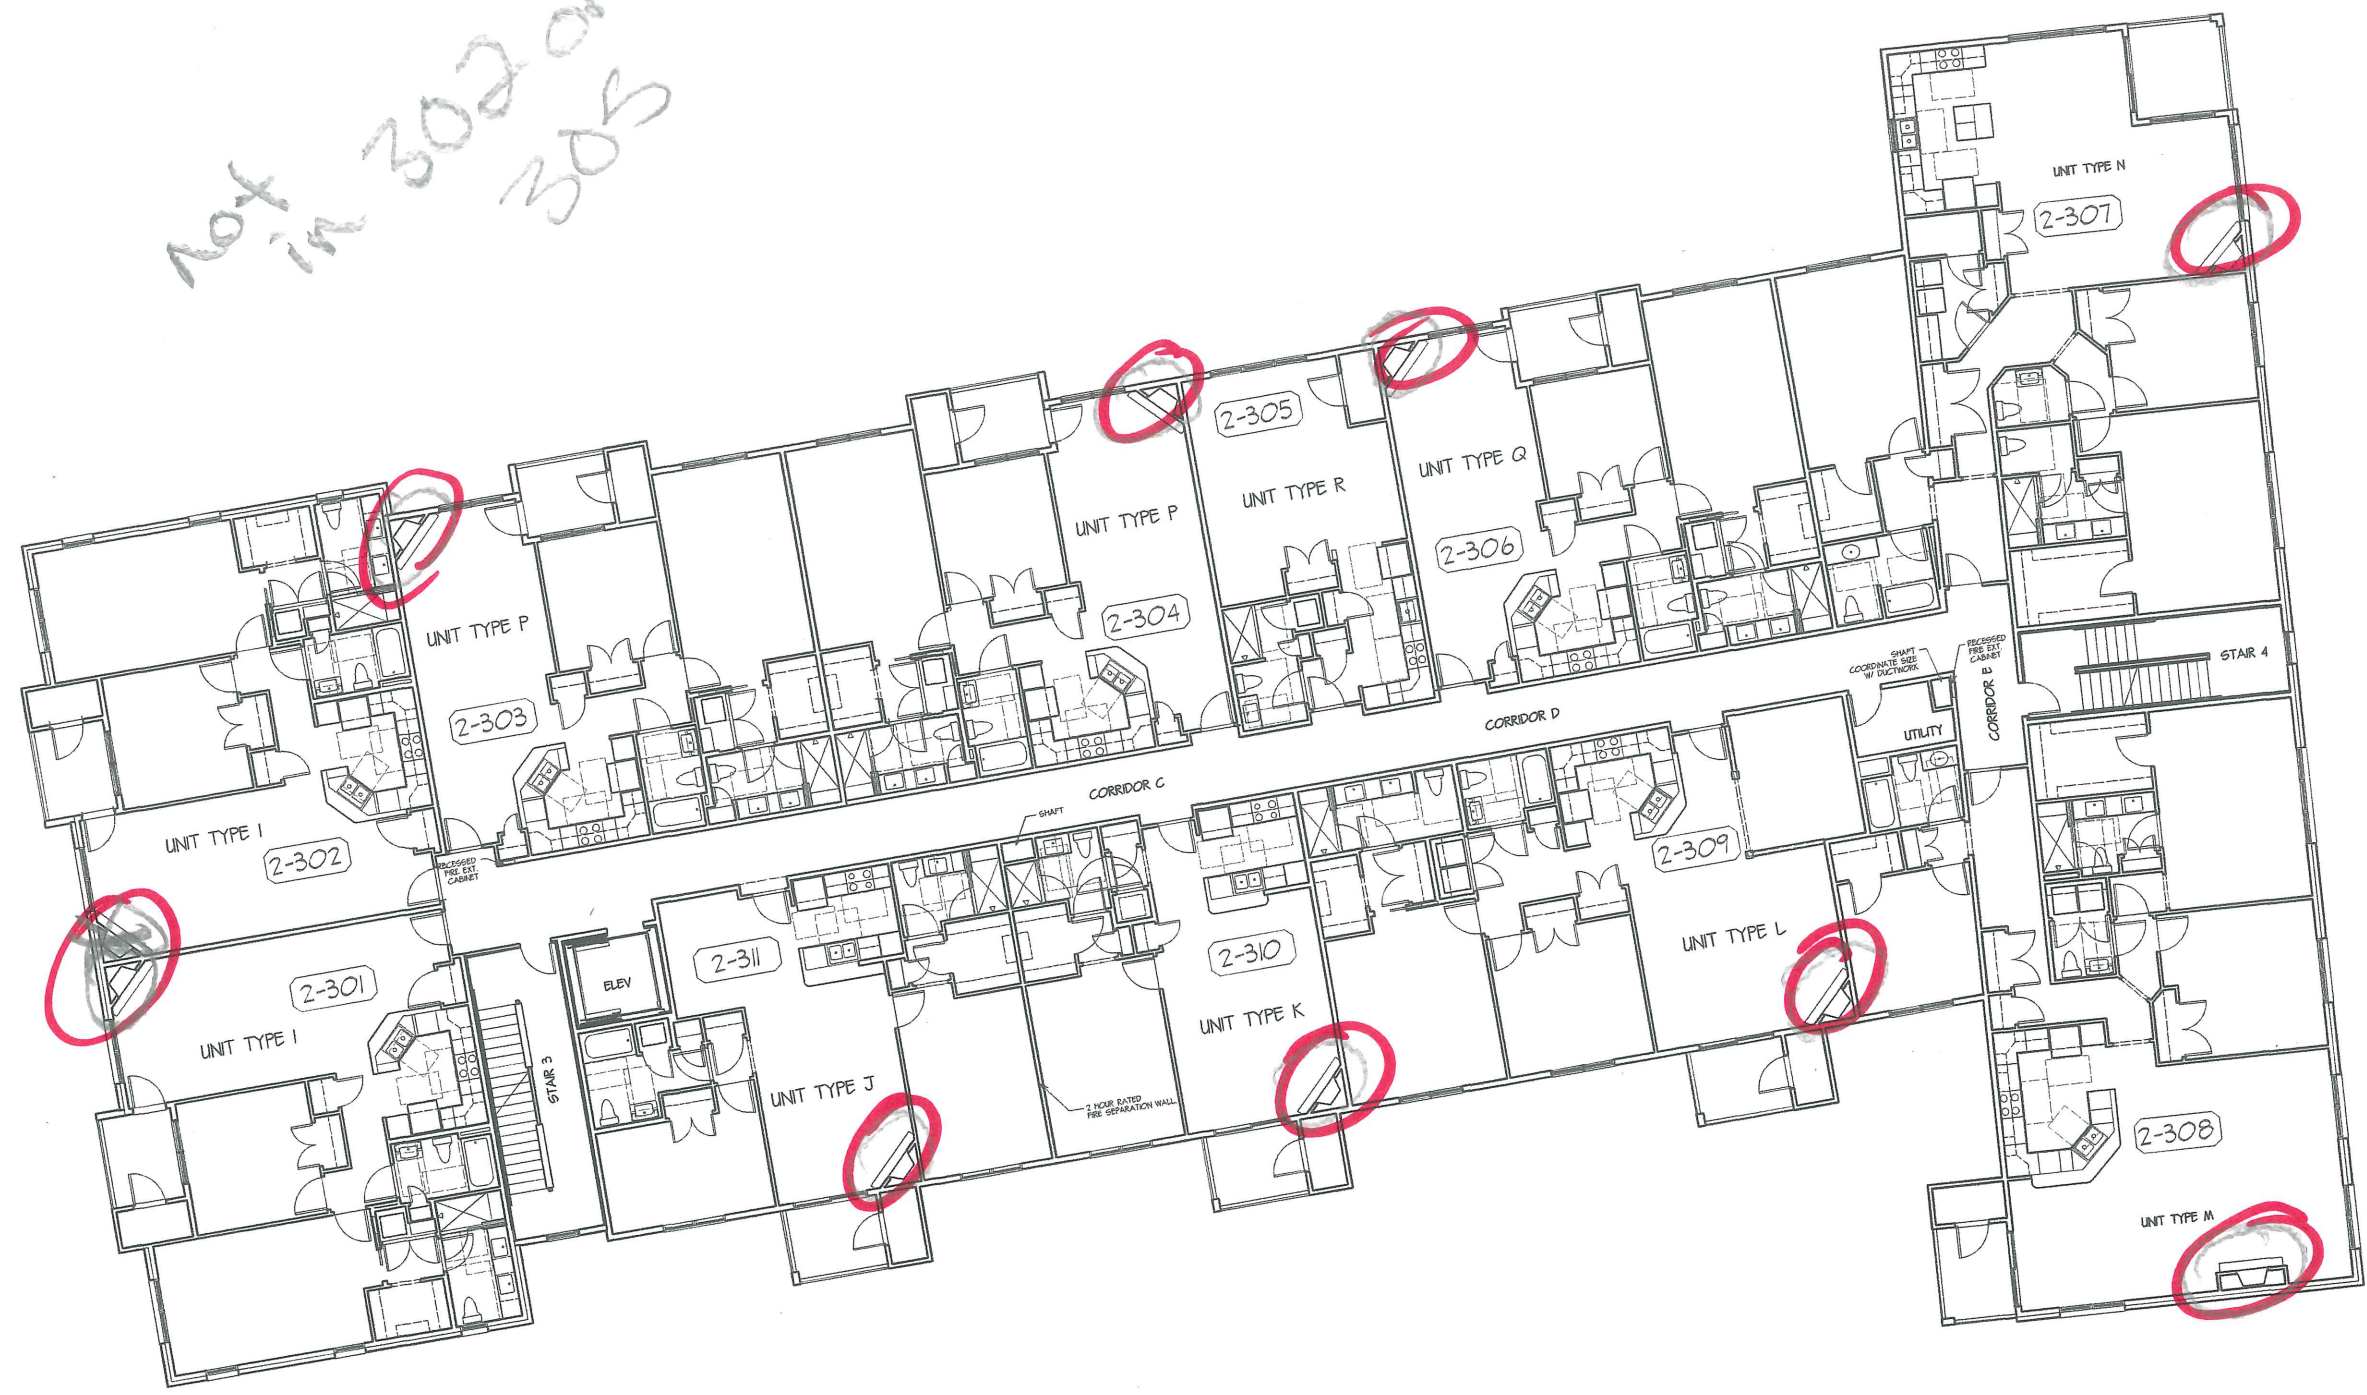 not
in 302 or
305
UNIT TYPE N
2-307
2-305
UNIT TYPE R
UNIT TYPE Q
2-306
UNIT TYPE P
2-304
UNIT TYPE P
2-303
SHAFT
COORDINATE SIZE
W/ DUCTWORK
RECESSED
FIRE EXT.
CABINET
STAIR 4
CORRIDOR E
UTILITY
CORRIDOR D
CORRIDOR C
SHAFT
UNIT TYPE I
2-302
RECESSED
FIRE EXT.
CABINET
2-301
UNIT TYPE I
ELEV
STAIR 3
2-311
UNIT TYPE J
2 HOUR RATED
FIRE SEPARATION WALL
2-310
UNIT TYPE K
2-309
UNIT TYPE L
2-308
UNIT TYPE M